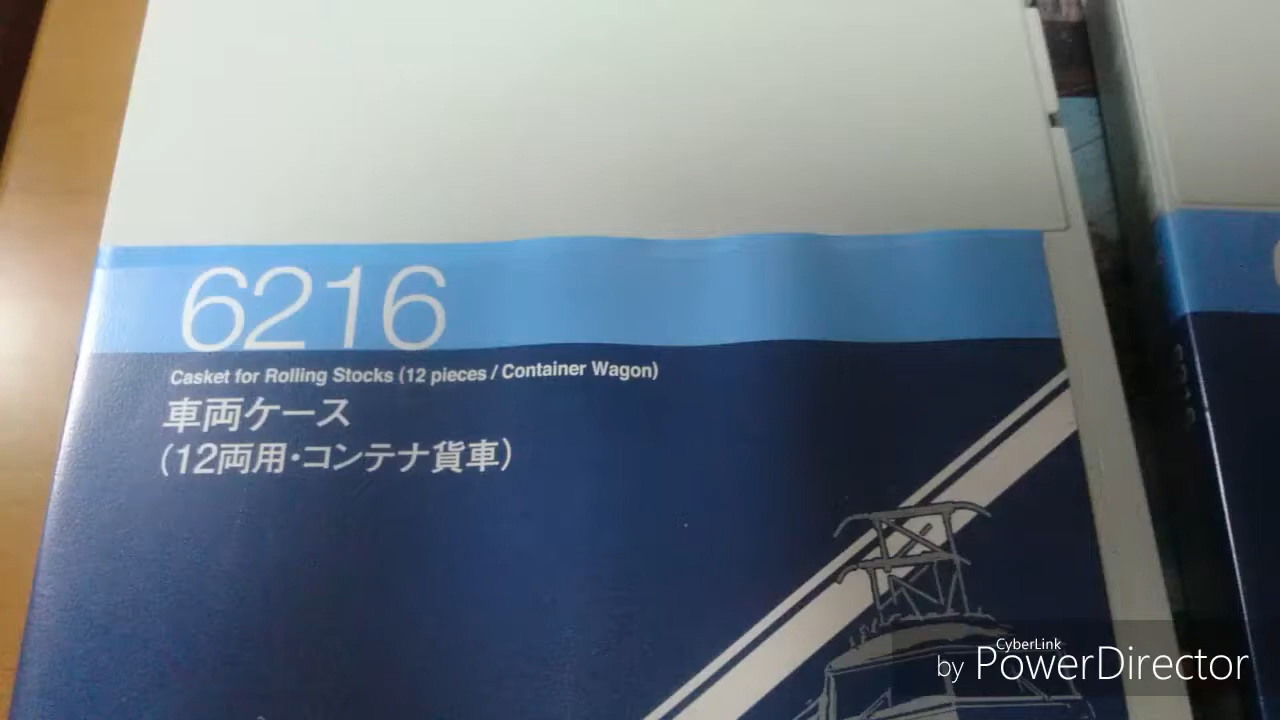 6216
Casket for Rolling Stocks (12 pieces / Container Wagon)
車両ケース
(12両用・コンテナ貨車)
CyberLink
by PowerDirector